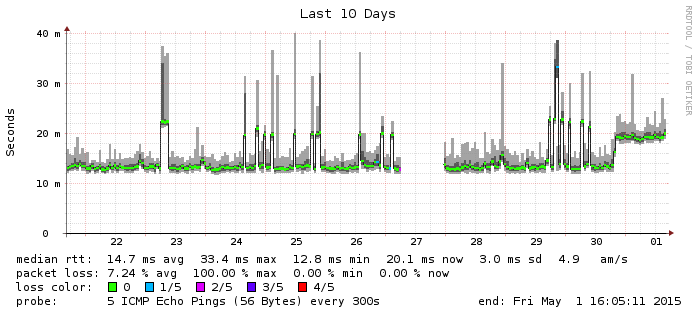 Last 10 Days
RRDTOOL / TOBI OETIKER
Seconds
40 m
30 m
20 m
10 m
0
22 23 24 25 26 27 28 29 30 01
median rtt: 14.7 ms avg 33.4 ms max 12.8 ms min 20.1 ms now 3.0 ms sd 4.9 am/s
packet loss: 7.24 % avg 100.00 % max 0.00 % min 0.00 % now
loss color: 0 1/5 2/5 3/5 4/5
probe: 5 ICMP Echo Pings (56 Bytes) every 300s end: Fri May 1 16:05:11 2015